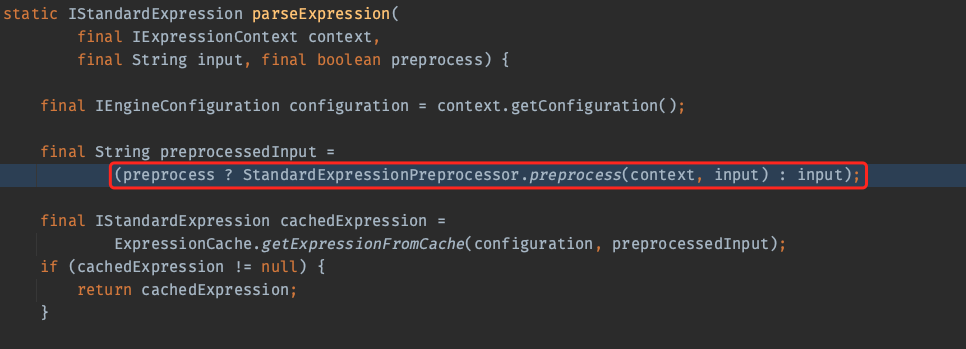 static IStandardExpression parseExpression(
final IExpressionContext context,
final String input, final boolean preprocess) {
final IEngineConfiguration configuration = context.getConfiguration();
final String preprocessedInput =
(preprocess ? StandardExpressionPreprocessor.preprocess(context, input) : input);
final IStandardExpression cachedExpression =
ExpressionCache.getExpressionFromCache(configuration, preprocessedInput);
if (cachedExpression != null) {
return cachedExpression;
}